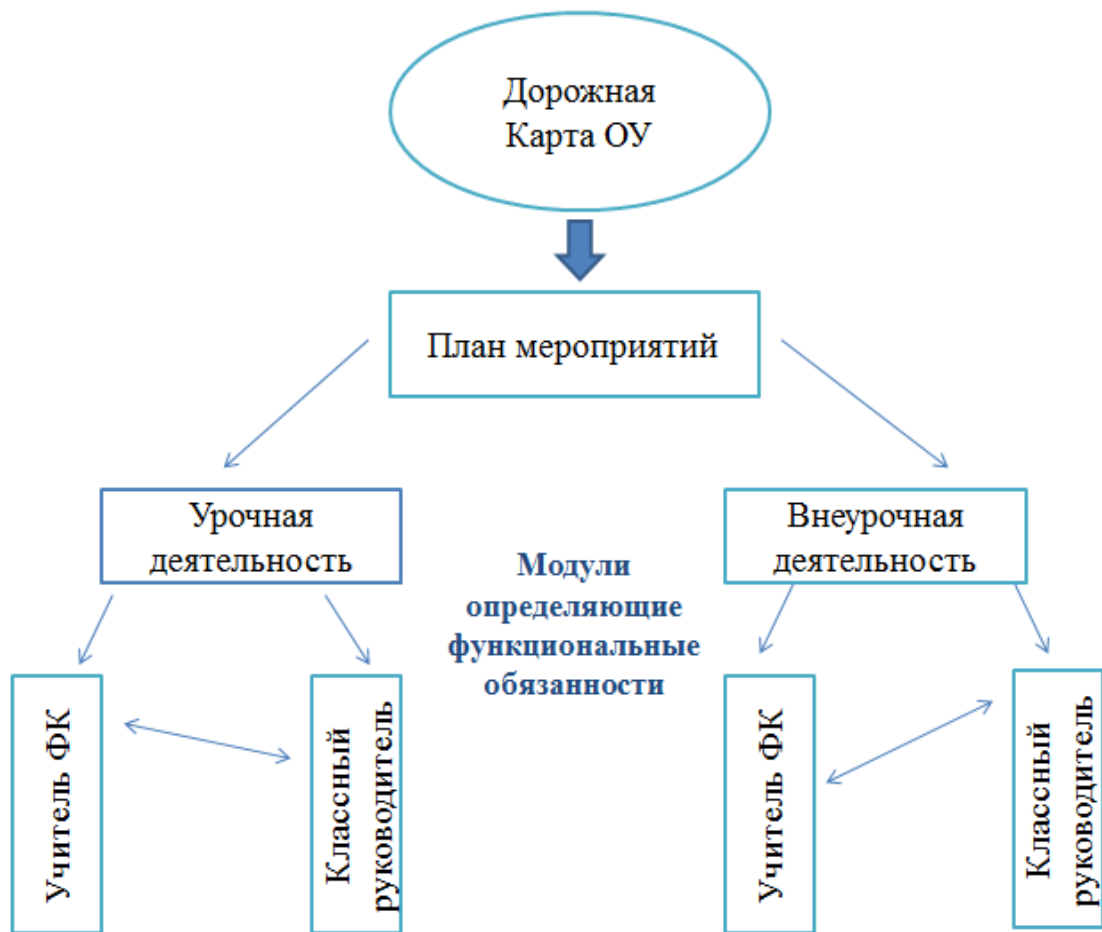 Дорожная
Карта ОУ
План мероприятий
Урочная
деятельность
Внеурочная
деятельность
Модули
определяющие
функциональные
обязанности
Учитель ФК
Классный
руководитель
Учитель ФК
Классный
руководитель